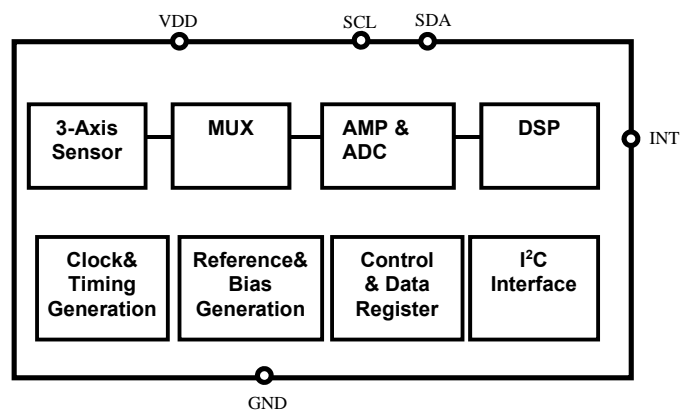 VDD
SCL
SDA
3-Axis
Sensor
MUX
AMP &
ADC
DSP
INT
Clock&
Timing
Generation
Reference&
Bias
Generation
Control
& Data
Register
I²C
Interface
GND